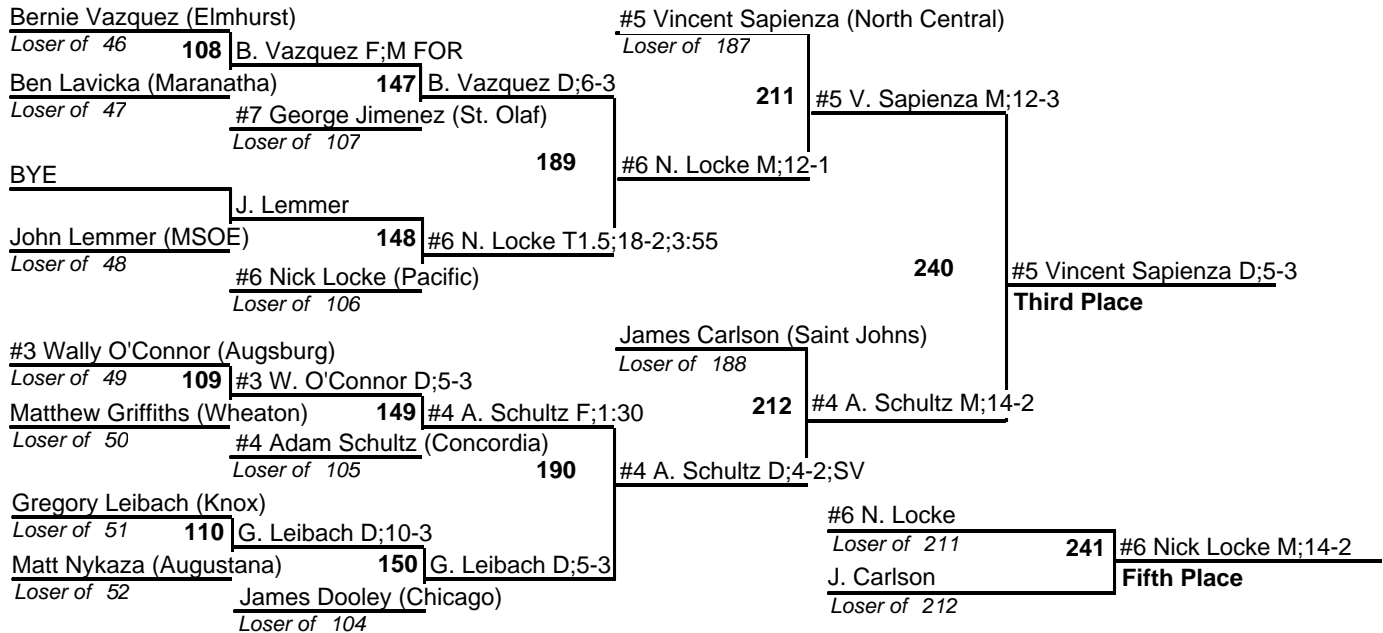 Bernie Vazquez (Elmhurst)
Loser of 46
108
B. Vazquez F;M FOR
Ben Lavicka (Maranatha)
Loser of 47
147
B. Vazquez D;6-3
#7 George Jimenez (St. Olaf)
Loser of 107
189
BYE
J. Lemmer
John Lemmer (MSOE)
Loser of 48
148
#6 N. Locke T1.5;18-2;3:55
#6 Nick Locke (Pacific)
Loser of 106
#5 Vincent Sapienza (North Central)
Loser of 187
211
#5 V. Sapienza M;12-3
#6 N. Locke M;12-1
240
#5 Vincent Sapienza D;5-3
Third Place
#3 Wally O'Connor (Augsburg)
Loser of 49
109
#3 W. O'Connor D;5-3
Matthew Griffiths (Wheaton)
Loser of 50
149
#4 A. Schultz F;1:30
#4 Adam Schultz (Concordia)
Loser of 105
190
Gregory Leibach (Knox)
Loser of 51
110
G. Leibach D;10-3
Matt Nykaza (Augustana)
Loser of 52
150
G. Leibach D;5-3
James Dooley (Chicago)
Loser of 104
James Carlson (Saint Johns)
Loser of 188
212
#4 A. Schultz M;14-2
#4 A. Schultz D;4-2;SV
#6 N. Locke
Loser of 211
241
#6 Nick Locke M;14-2
J. Carlson
Fifth Place
Loser of 212